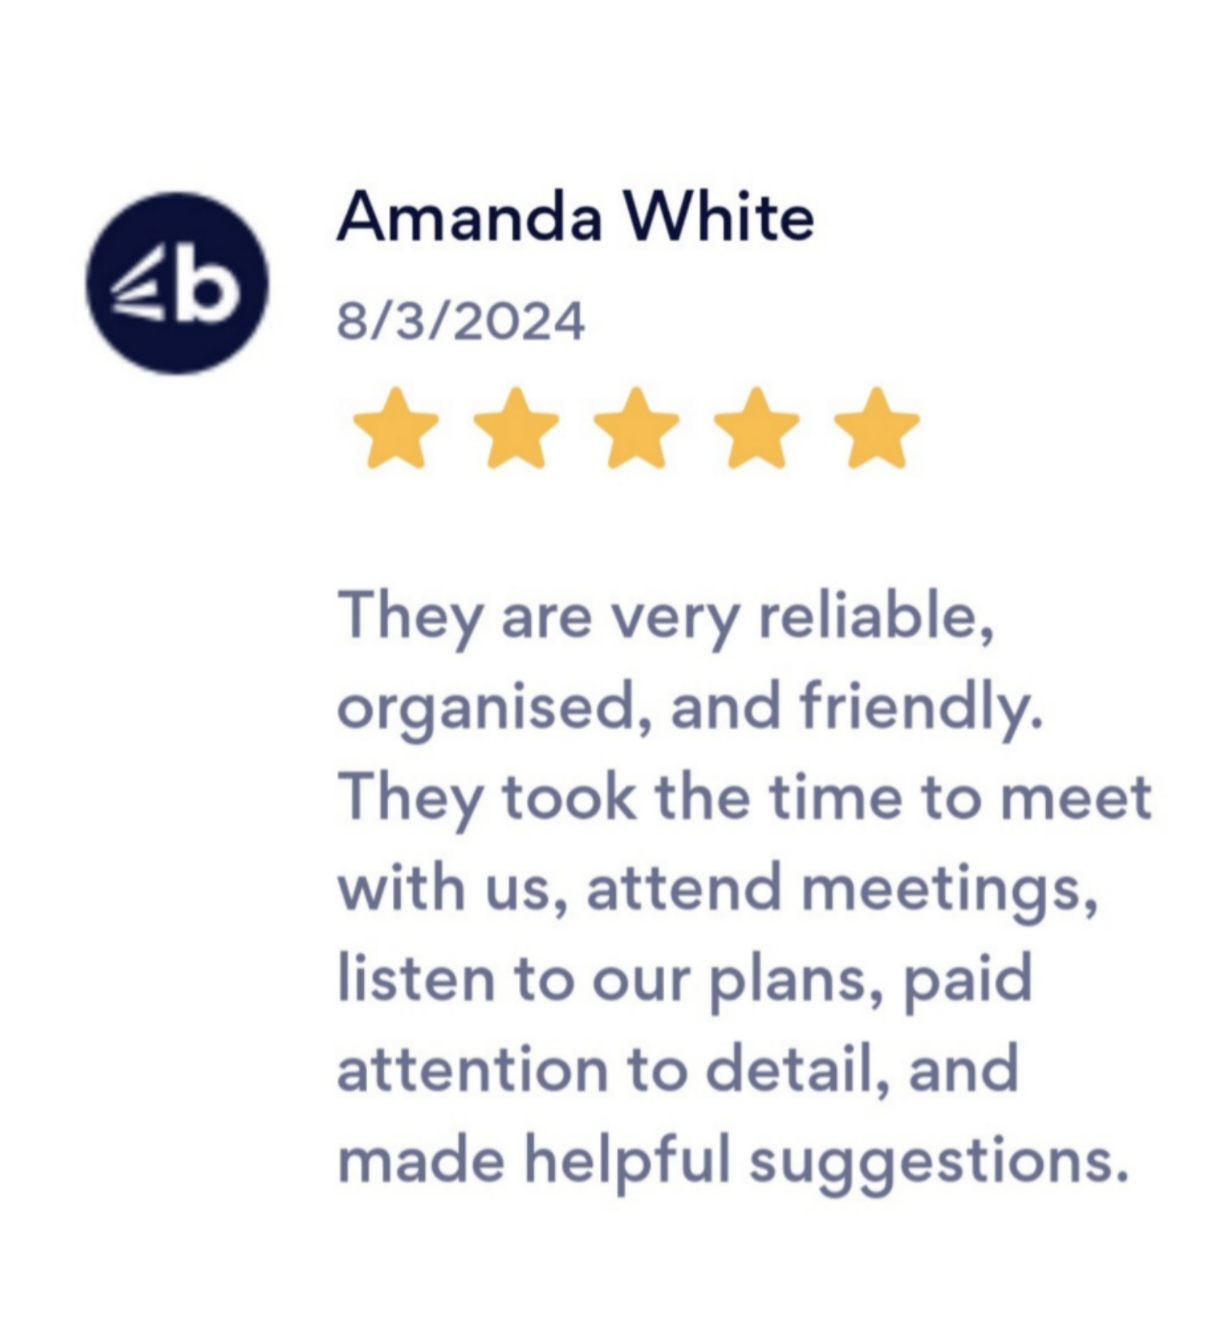 b
Amanda White
8/3/2024
They are very reliable,
organised, and friendly.
They took the time to meet
with us, attend meetings,
listen to our plans, paid
attention to detail, and
made helpful suggestions.